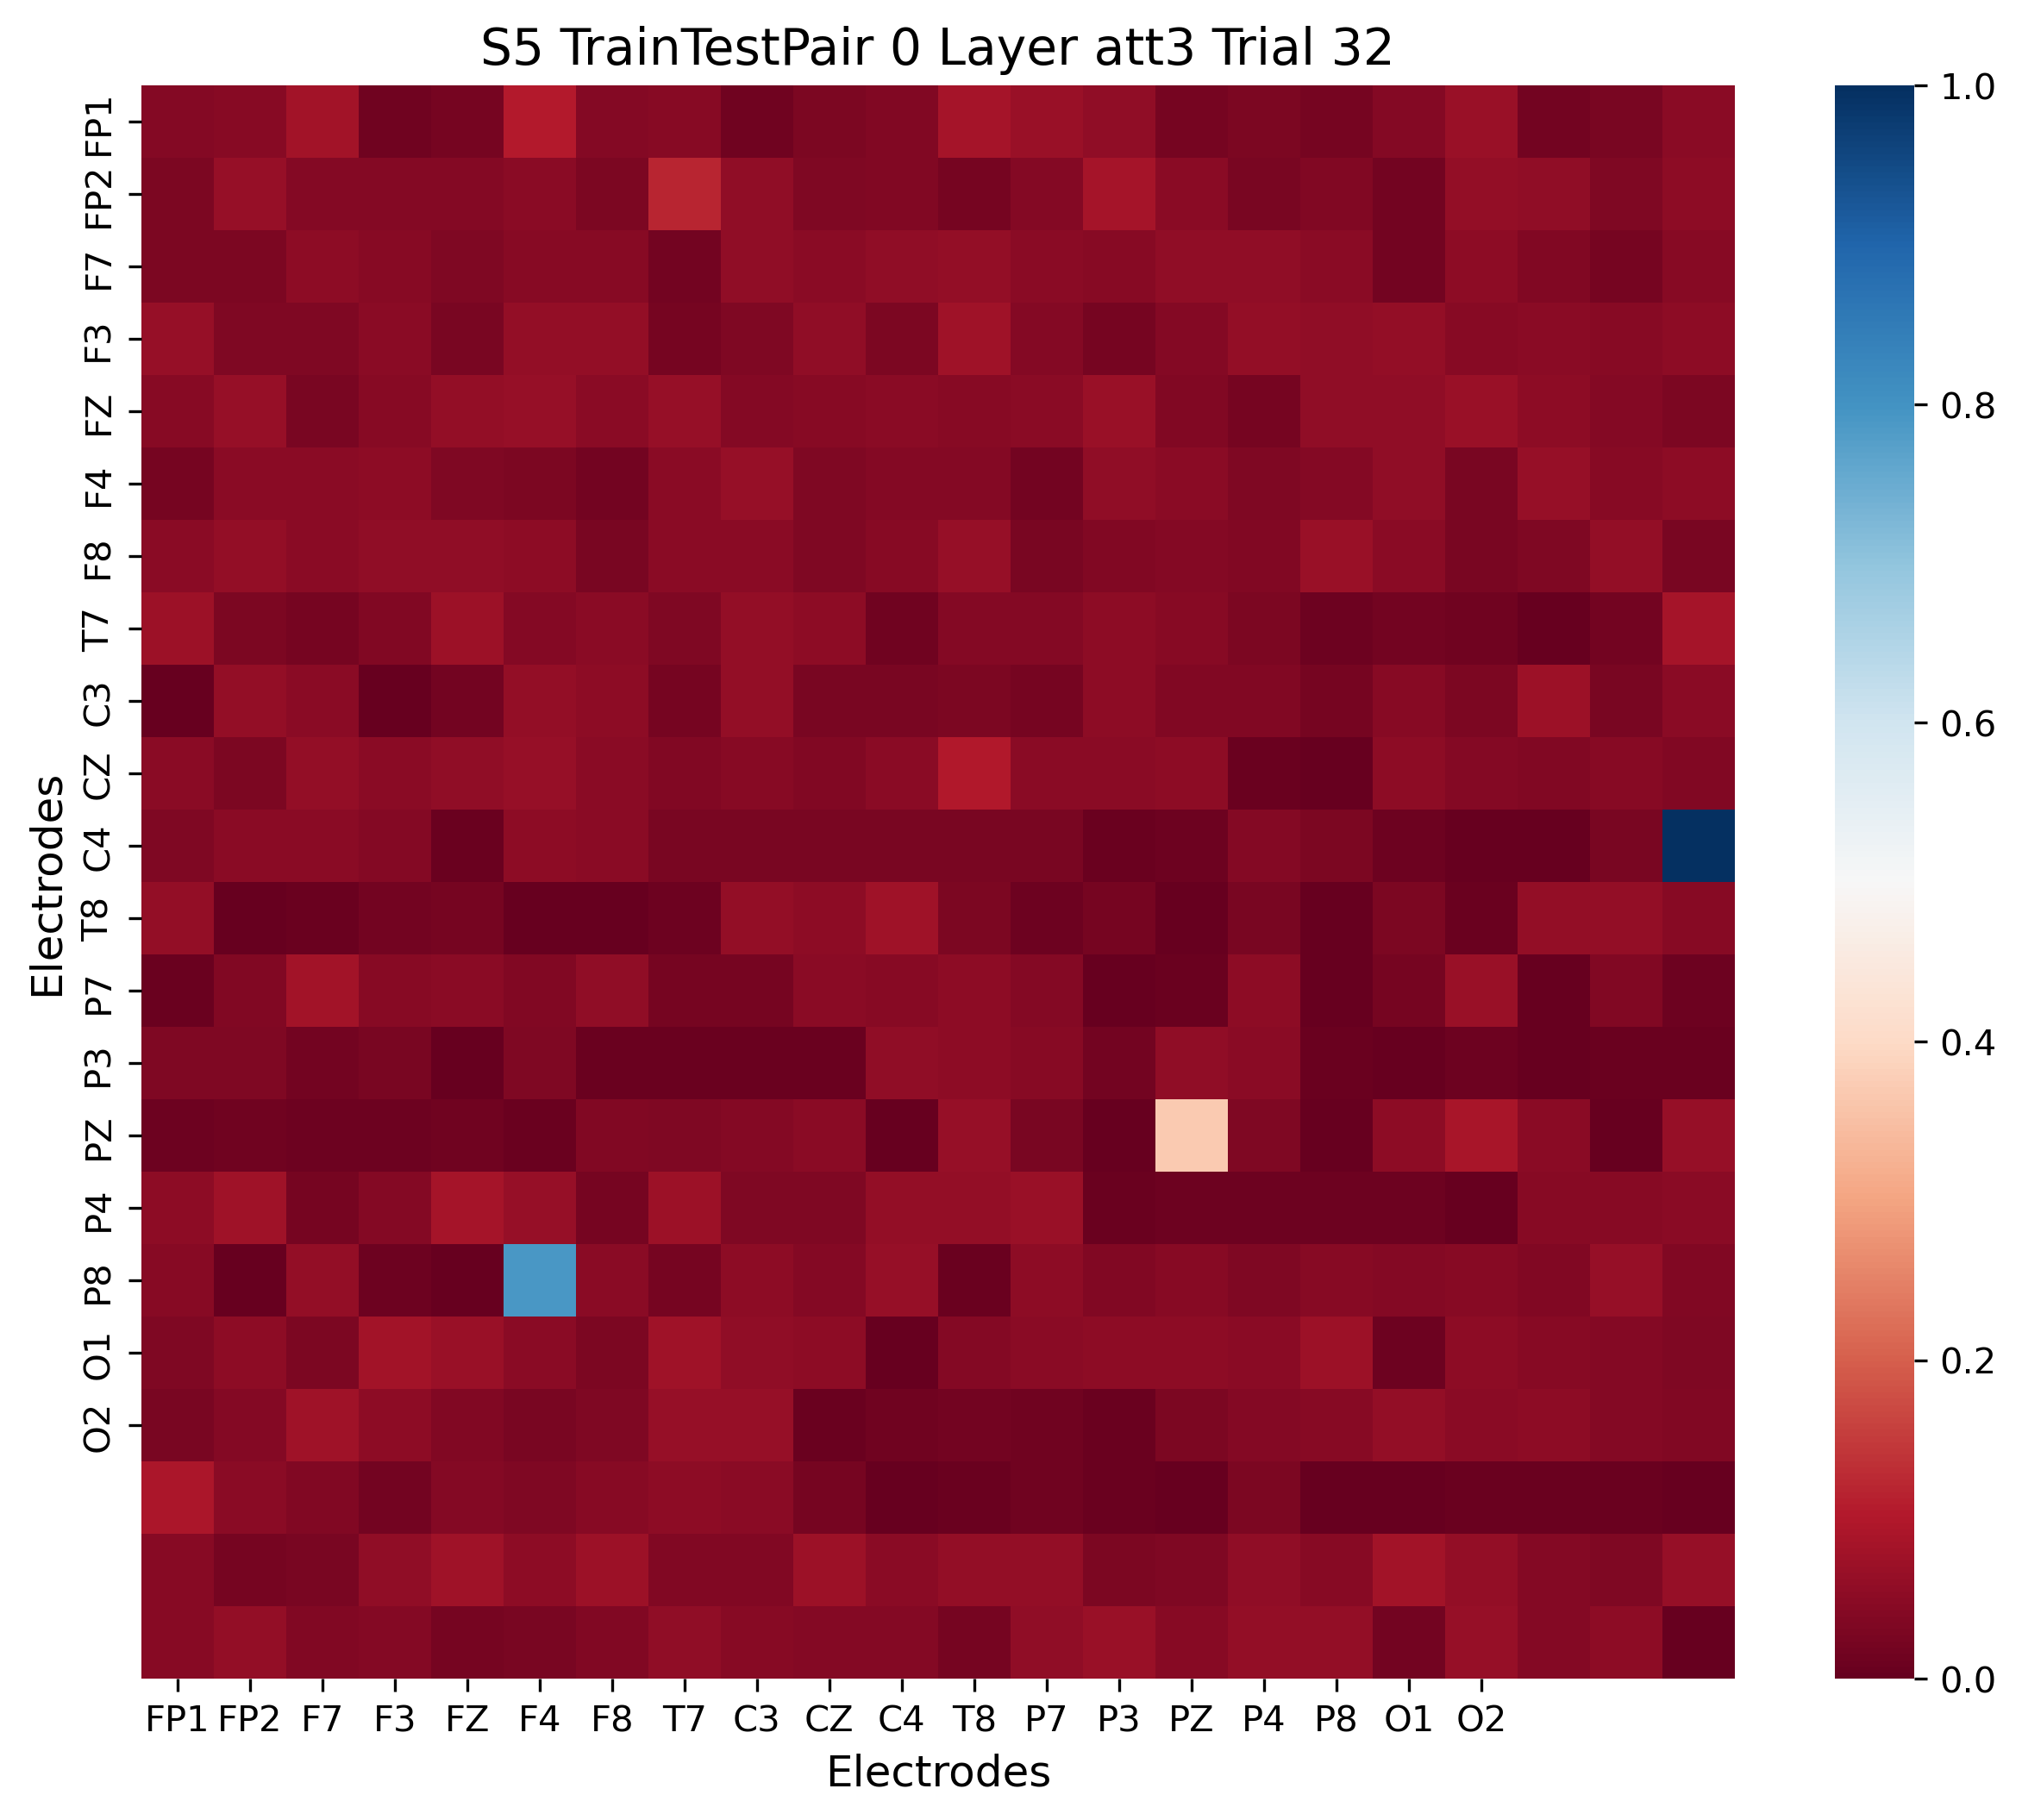 S5 TrainTestPair 0 Layer att3 Trial 32
Electrodes
FP1
FP2
F7
F3
FZ
F4
F8
T7
C3
CZ
C4
T8
P7
P3
PZ
P4
P8
O1
O2
FP1 FP2 F7 F3 FZ F4 F8 T7 C3 CZ C4 T8 P7 P3 PZ P4 P8 O1 O2
Electrodes
1.0
0.8
0.6
0.4
0.2
0.0